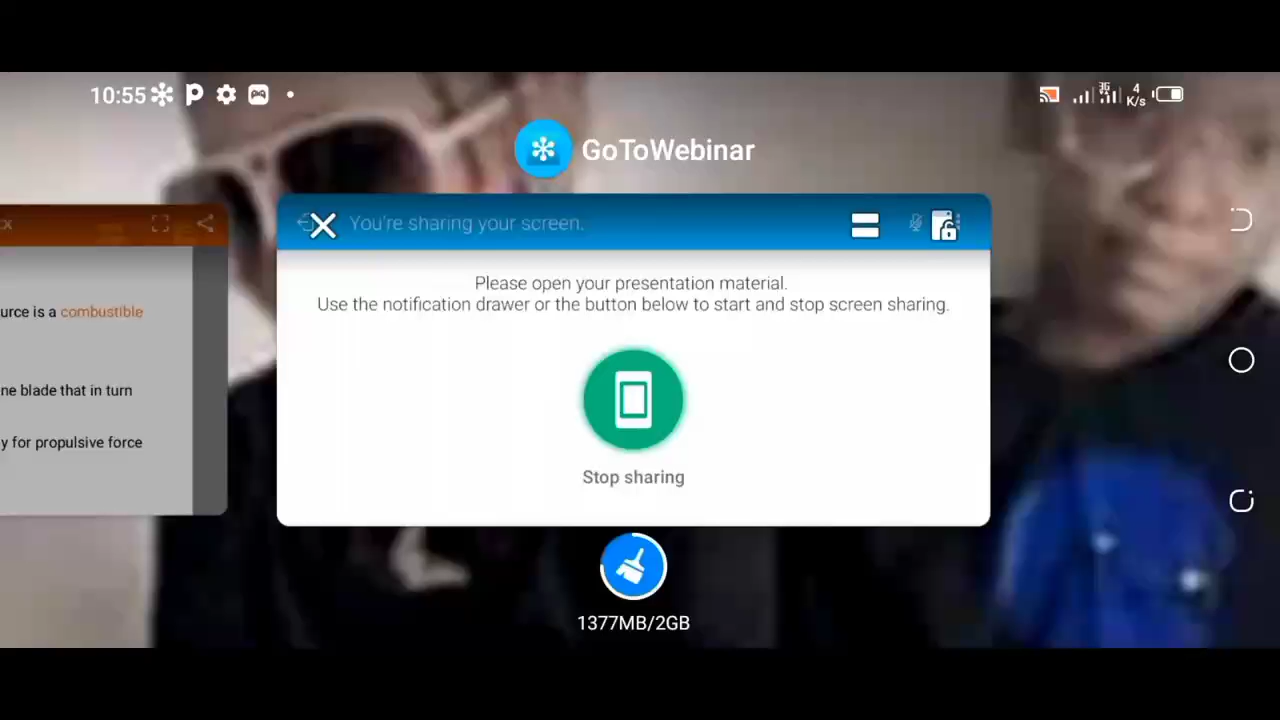 10:55
3G
4
K/s
GoToWebinar
You're sharing your screen.
Please open your presentation material.
Use the notification drawer or the button below to start and stop screen sharing.
Stop sharing
1377MB/2GB
urce is a combustible
ne blade that in turn
y for propulsive force